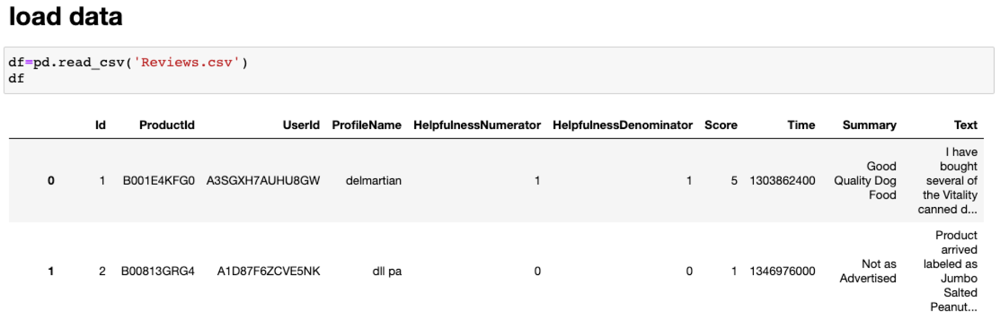 load data
df=pd.read_csv('Reviews.csv')
df
Id ProductId UserId ProfileName HelpfulnessNumerator HelpfulnessDenominator Score Time Summary Text
0 1 B001E4KFG0 A3SGXH7AUHU8GW delmartian 1 1 5 1303862400 Good Quality Dog Food I have bought several of the Vitality canned d...
1 2 B00813GRG4 A1D87F6ZCVE5NK dll pa 0 0 1 1346976000 Not as Advertised Product arrived labeled as Jumbo Salted Peanut...